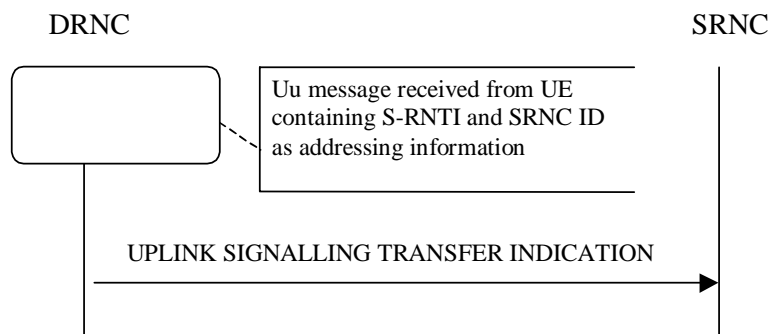 DRNC
SRNC
Uu message received from UE
containing S-RNTI and SRNC ID
as addressing information
UPLINK SIGNALLING TRANSFER INDICATION